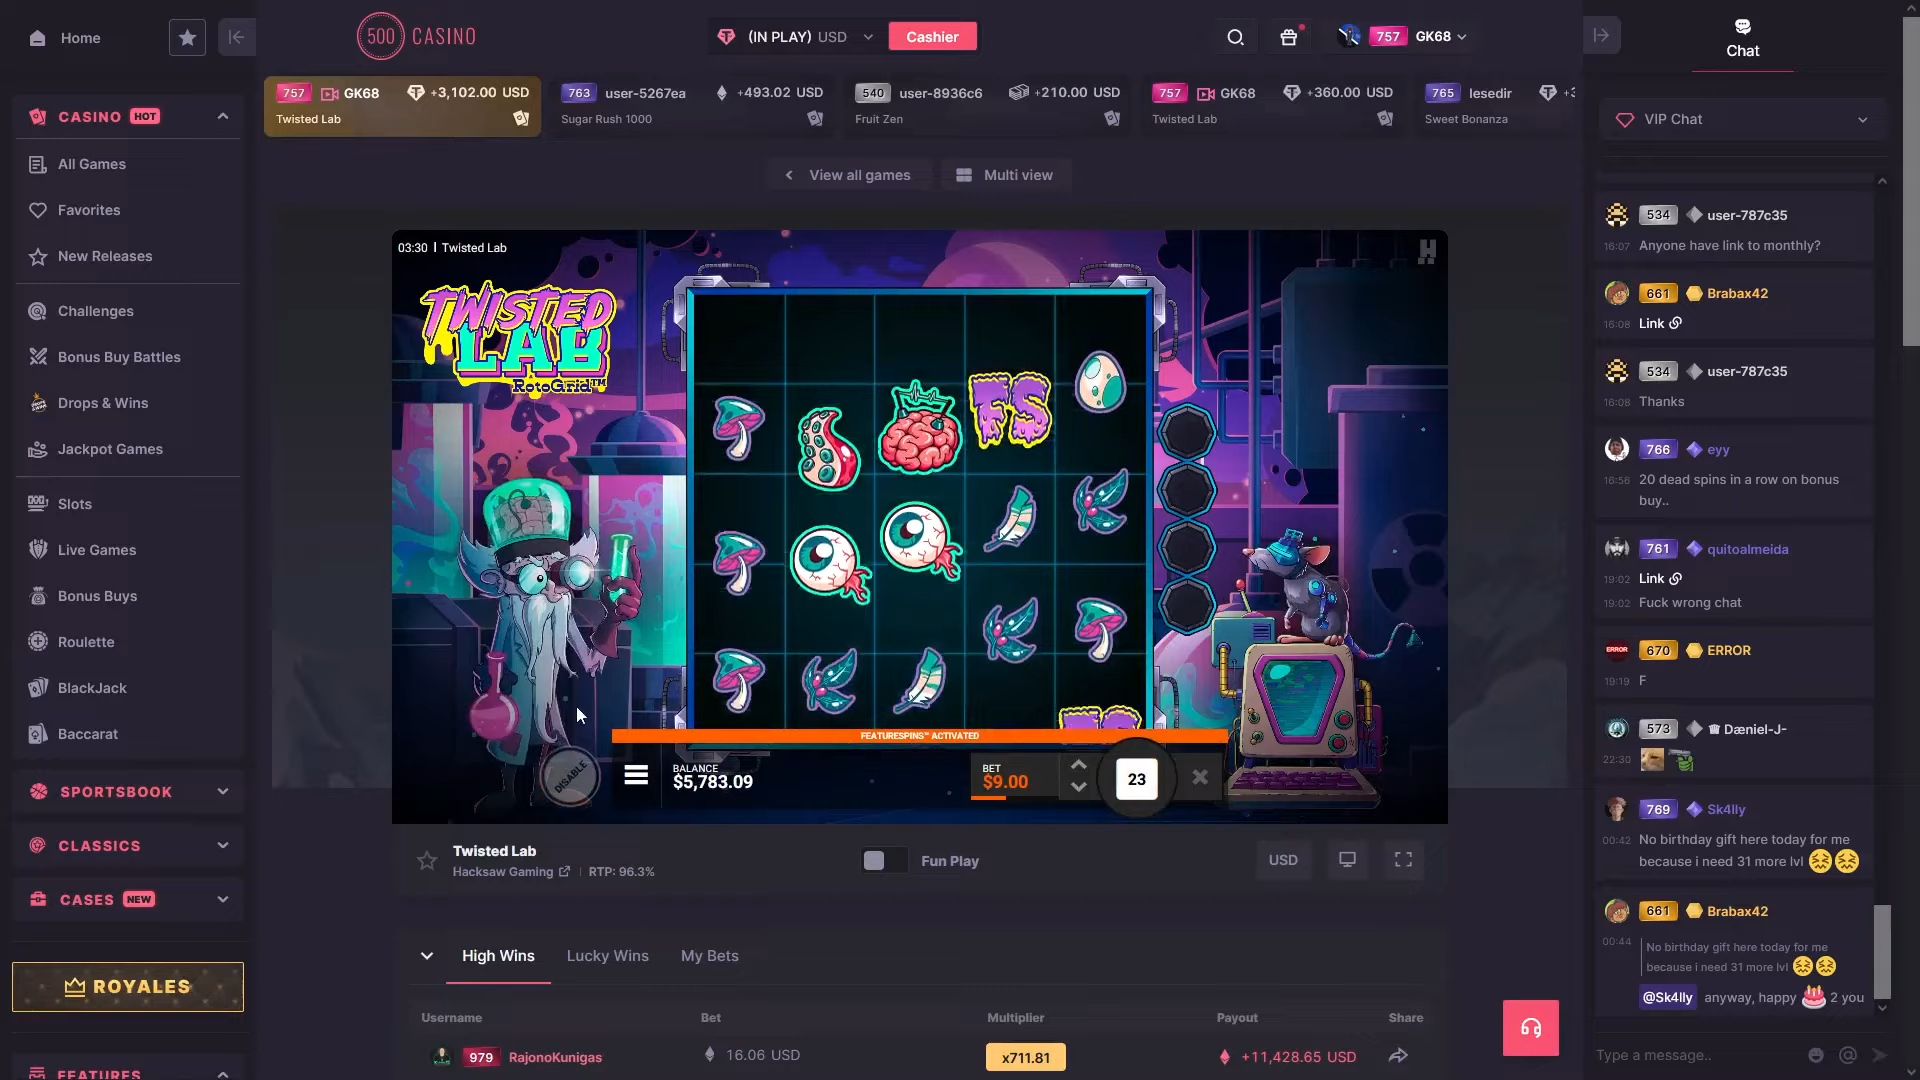 Home
500 CASINO
(IN PLAY) USD
Cashier
757 GK68
Chat
757 GK68 +3,102.00 USD
Twisted Lab
763 user-5267ea +493.02 USD
Sugar Rush 1000
540 user-8936c6 +210.00 USD
Fruit Zen
757 GK68 +360.00 USD
Twisted Lab
765 lesedir
Sweet Bonanza
CASINO HOT
All Games
Favorites
New Releases
Challenges
Bonus Buy Battles
Drops & Wins
Jackpot Games
Slots
Live Games
Bonus Buys
Roulette
BlackJack
Baccarat
SPORTSBOOK
CLASSICS
CASES NEW
ROYALES
FEATURES
View all games
Multi view
03:30 | Twisted Lab
TWISTED
LAB
RotoGrid™
FS
FEATURESPINS™ ACTIVATED
DISABLE
BALANCE
$5,783.09
BET
$9.00
23
Twisted Lab
Hacksaw Gaming | RTP: 96.3%
Fun Play
USD
High Wins
Lucky Wins
My Bets
Username
Bet
Multiplier
Payout
Share
979 RajonoKunigas
16.06 USD
x711.81
+11,428.65 USD
VIP Chat
534 user-787c35
16:07 Anyone have link to monthly?
661 Brabax42
16:08 Link
534 user-787c35
16:08 Thanks
766 eyy
16:56 20 dead spins in a row on bonus
buy..
761 quitoalmeida
19:02 Link
19:02 Fuck wrong chat
ERROR 670 ERROR
19:19 F
573 Dæniel-J-
22:30
769 Sk4lly
00:42 No birthday gift here today for me
because i need 31 more lvl
661 Brabax42
00:44 No birthday gift here today for me
because i need 31 more lvl
@Sk4lly anyway, happy 🎂 2 you
Type a message..